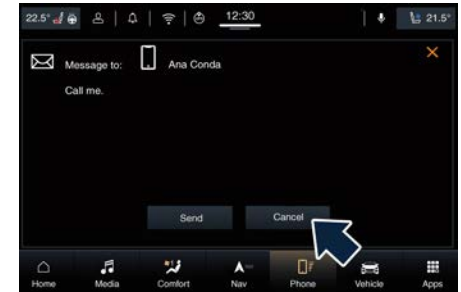 22.5° 12:30 21.5°
Message to: Ana Conda
Call me.
Send Cancel
Home Media Comfort Nav Phone Vehicle Apps